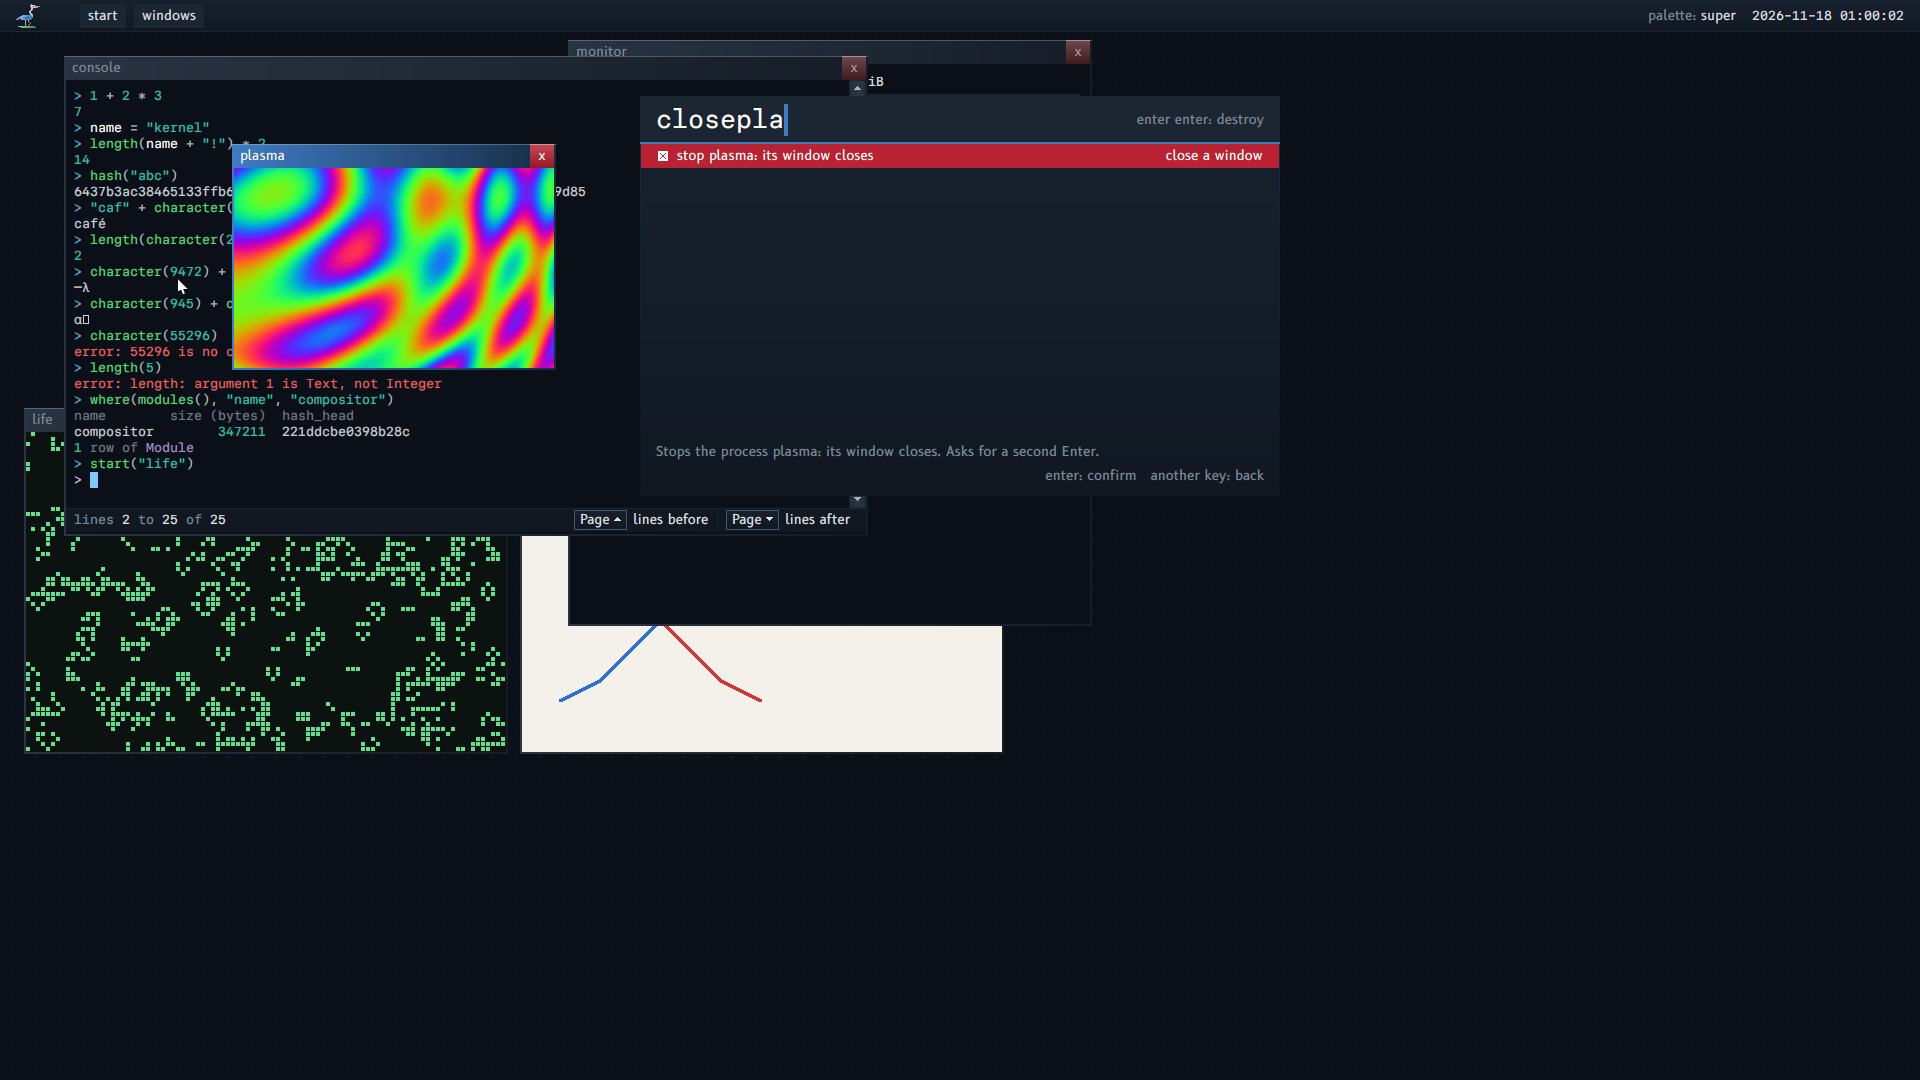 start windows palette: super 2026-11-18 01:00:02
monitor x
iB
console x
> 1 + 2 * 3
7
> name = "kernel"
> length(name + "!") * 2
14
> hash("abc")
6437b3ac38465133ffb6 9d85
> "caf" + character(
café
> length(character(2
2
> character(9472) +
─λ
> character(945) + c
α▯
> character(55296)
error: 55296 is no c
> length(5)
error: length: argument 1 is Text, not Integer
> where(modules(), "name", "compositor")
name size (bytes) hash_head
compositor 347211 221ddcbe0398b28c
1 row of Module
> start("life")
>
lines 2 to 25 of 25 Page lines before Page lines after
plasma x
closepla enter enter: destroy
stop plasma: its window closes close a window
Stops the process plasma: its window closes. Asks for a second Enter.
enter: confirm another key: back
life